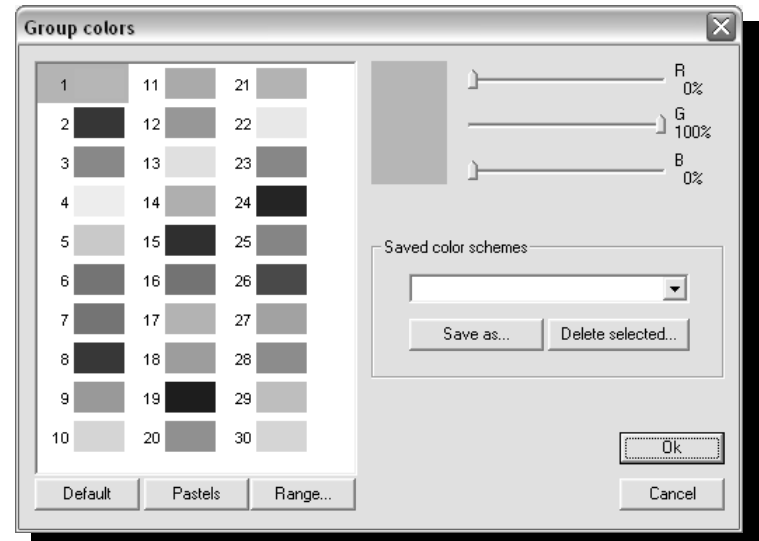 Group colors
1 11 21 R
0%
2 12 22 G
100%
3 13 23 B
0%
4 14 24
5 15 25 Saved color schemes
6 16 26
7 17 27 Save as... Delete selected...
8 18 28
9 19 29
10 20 30 Ok
Default Pastels Range... Cancel